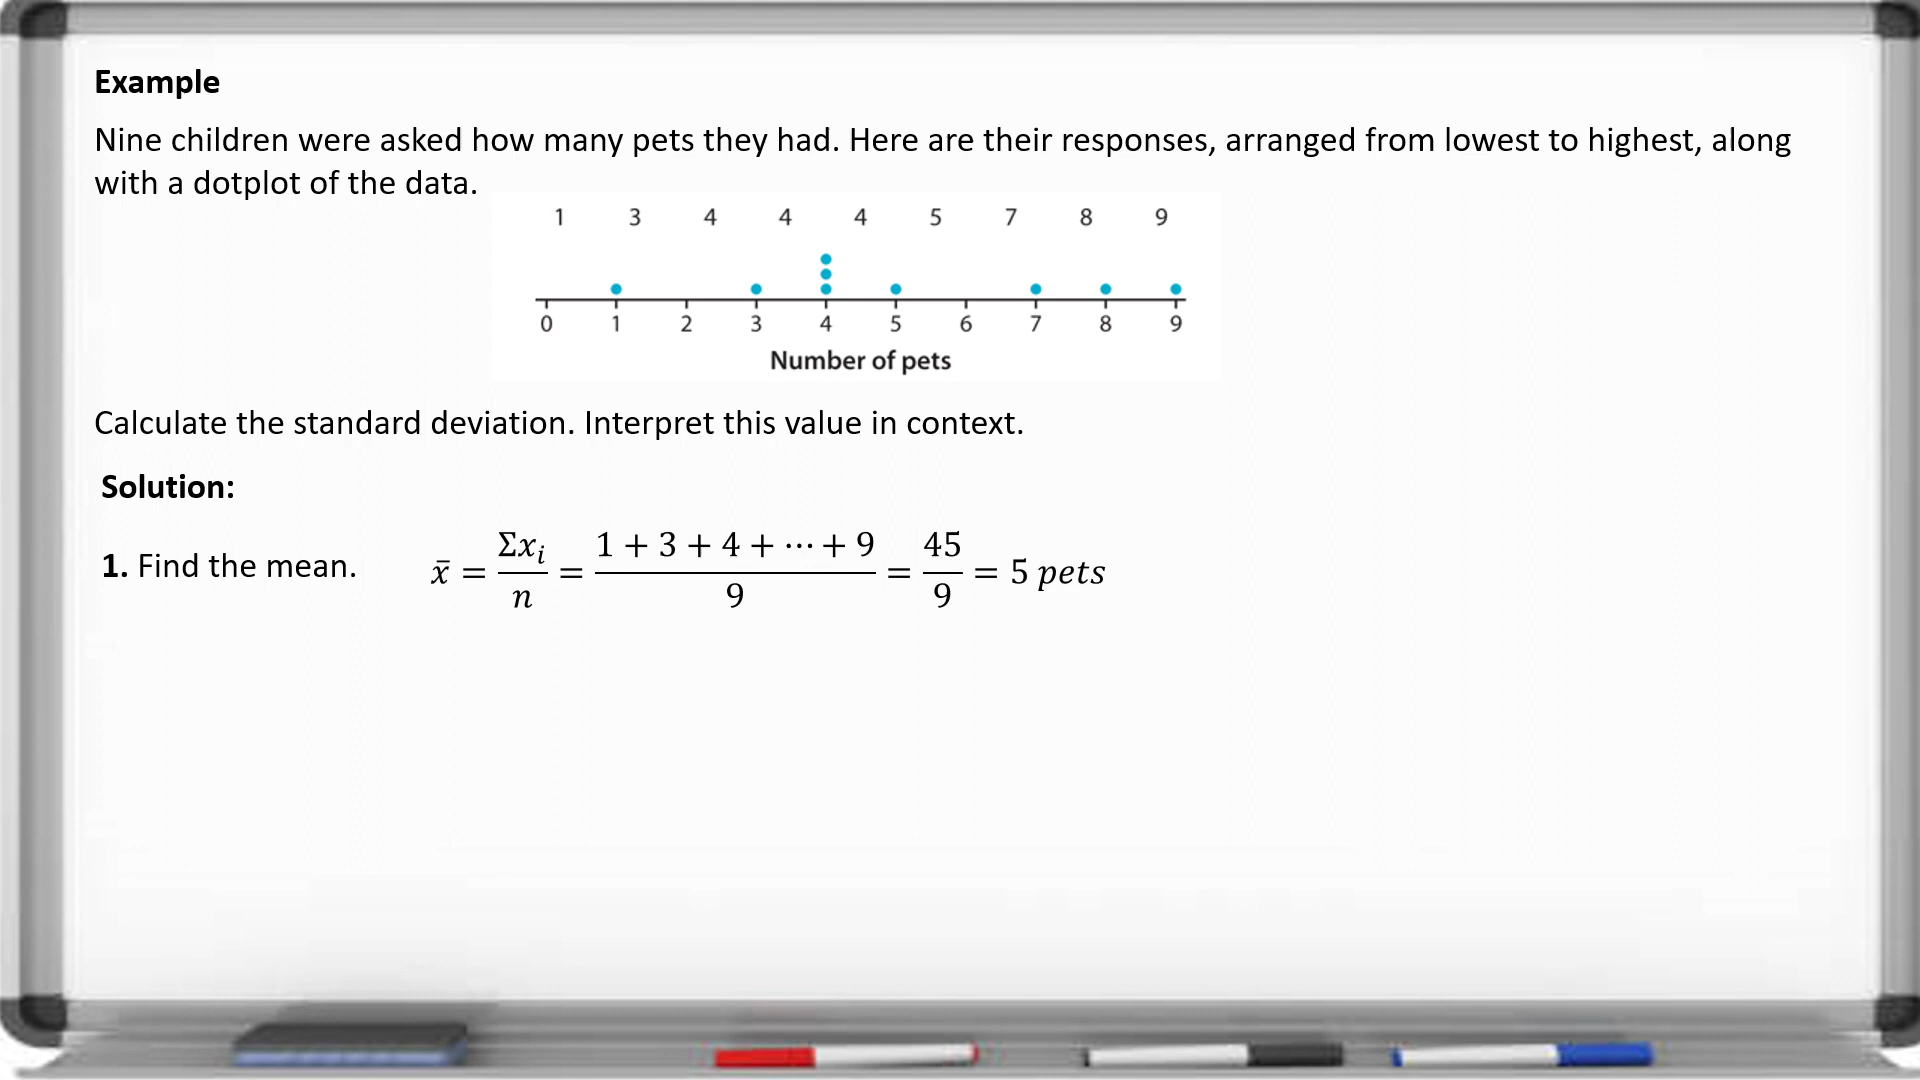 Example
Nine children were asked how many pets they had. Here are their responses, arranged from lowest to highest, along
with a dotplot of the data.
1 3 4 4 4 5 7 8 9
0 1 2 3 4 5 6 7 8 9
Number of pets
Calculate the standard deviation. Interpret this value in context.
Solution:
1. Find the mean. x̄ = Σxᵢ/n = (1 + 3 + 4 + ⋯ + 9)/9 = 45/9 = 5 pets